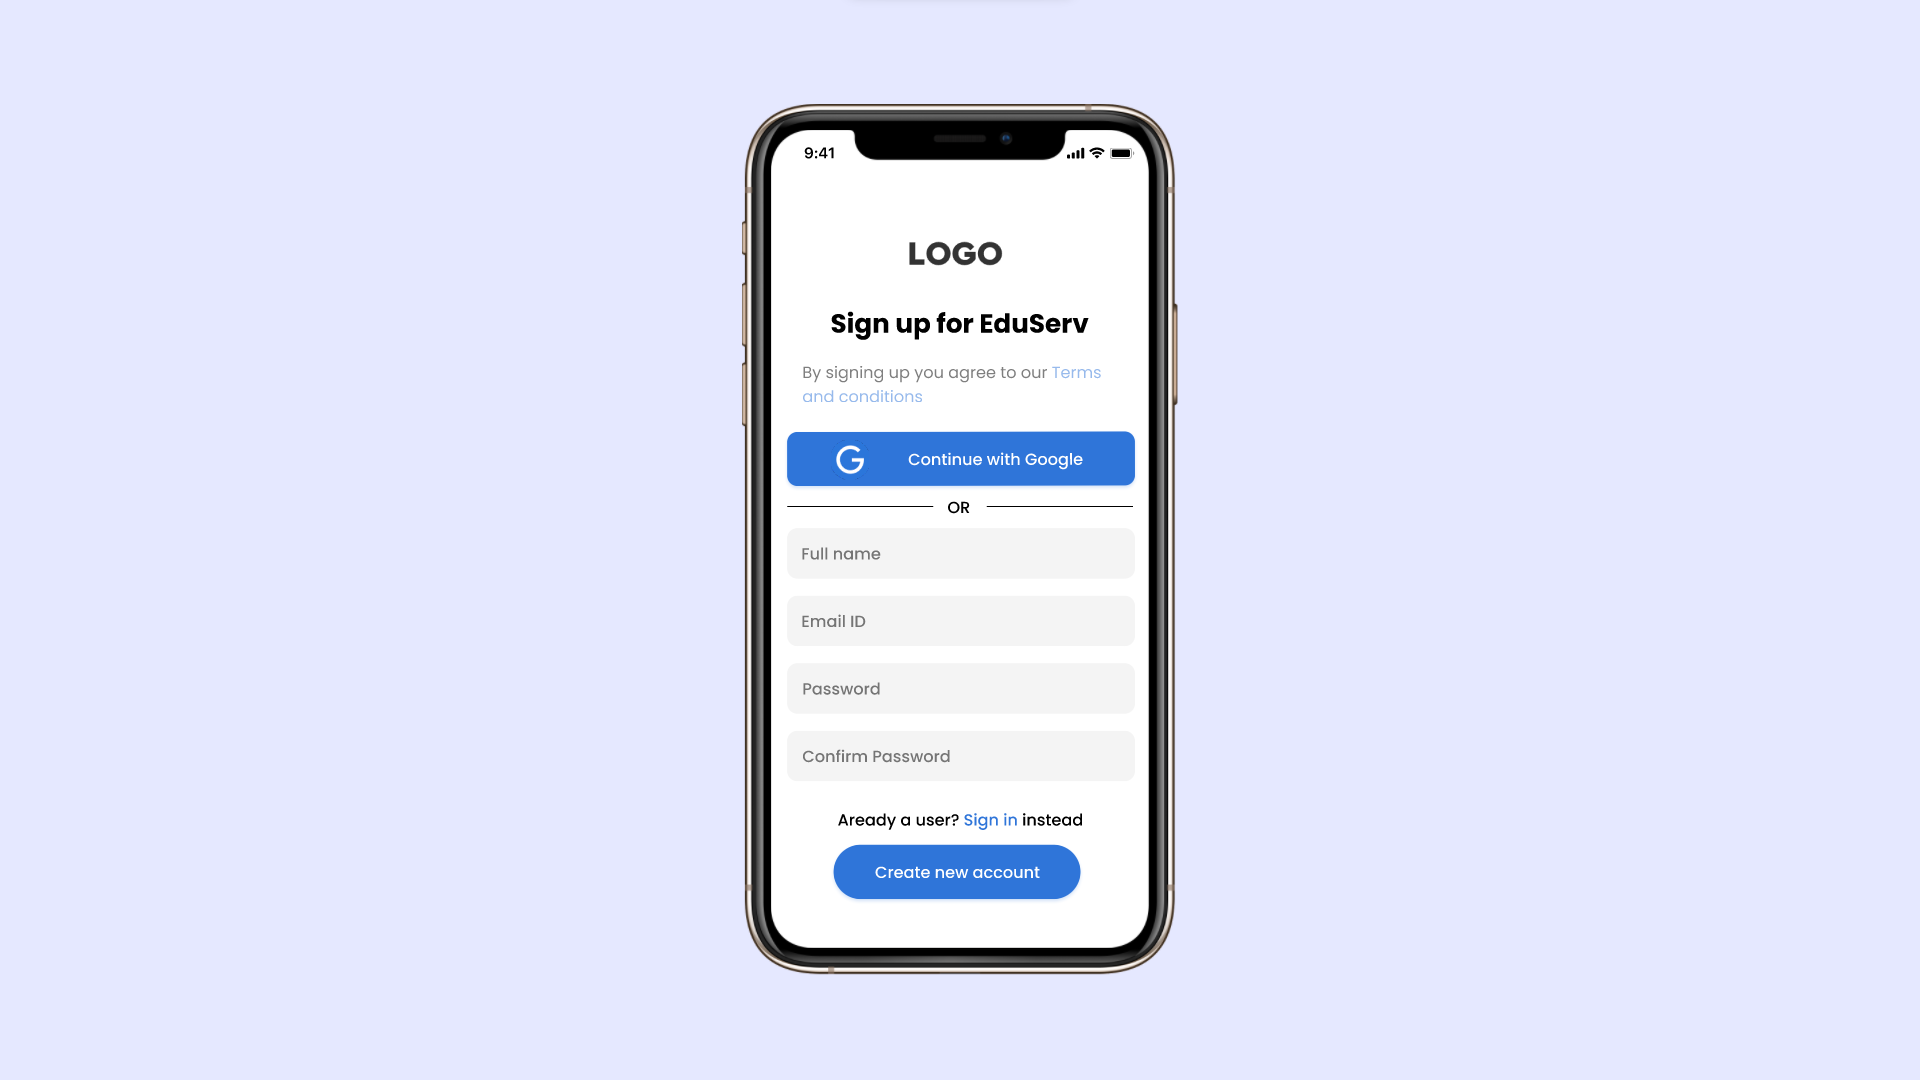 9:41
LOGO
Sign up for EduServ
By signing up you agree to our Terms
and conditions
Continue with Google
OR
Full name
Email ID
Password
Confirm Password
Aready a user? Sign in instead
Create new account